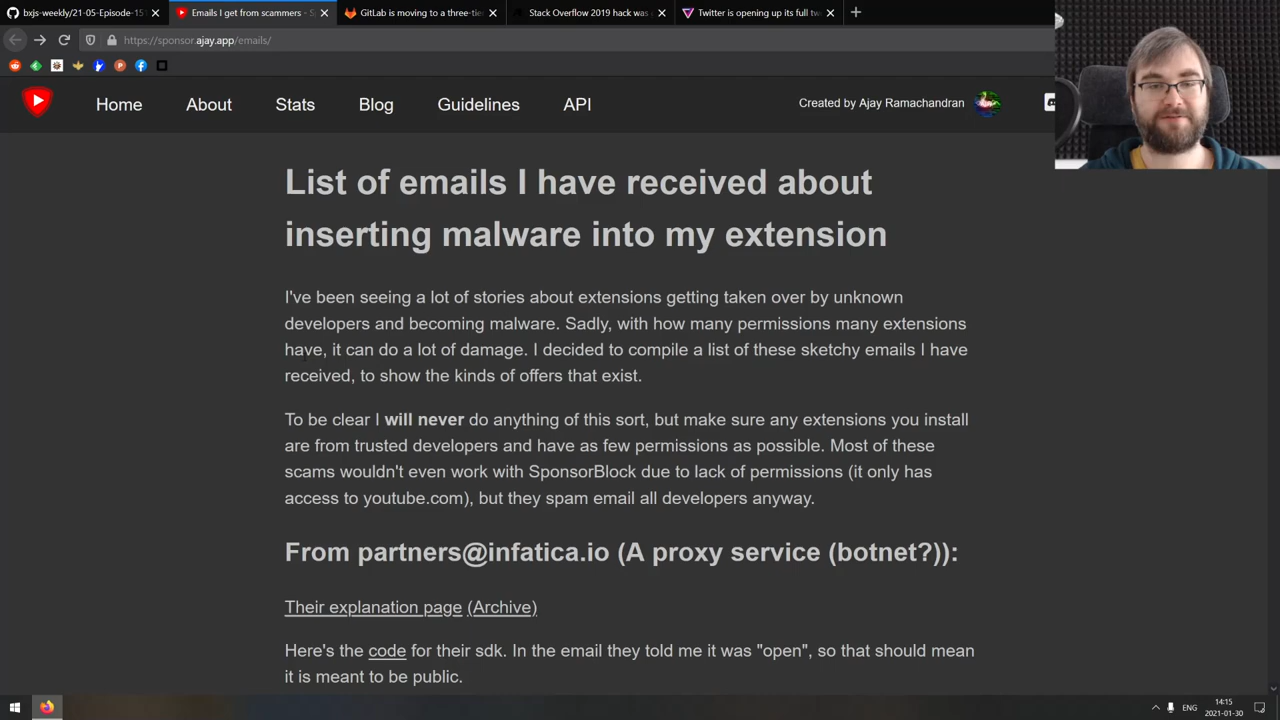 bxjs-weekly/21-05-Episode-151
Emails I get from scammers - S
GitLab is moving to a three-tie
Stack Overflow 2019 hack was
Twitter is opening up its full tw
https://sponsor.ajay.app/emails/
Home About Stats Blog Guidelines API
Created by Ajay Ramachandran
List of emails I have received about
inserting malware into my extension
I've been seeing a lot of stories about extensions getting taken over by unknown
developers and becoming malware. Sadly, with how many permissions many extensions
have, it can do a lot of damage. I decided to compile a list of these sketchy emails I have
received, to show the kinds of offers that exist.
To be clear I will never do anything of this sort, but make sure any extensions you install
are from trusted developers and have as few permissions as possible. Most of these
scams wouldn't even work with SponsorBlock due to lack of permissions (it only has
access to youtube.com), but they spam email all developers anyway.
From partners@infatica.io (A proxy service (botnet?)):
Their explanation page (Archive)
Here's the code for their sdk. In the email they told me it was "open", so that should mean
it is meant to be public.
ENG
14:15
2021-01-30